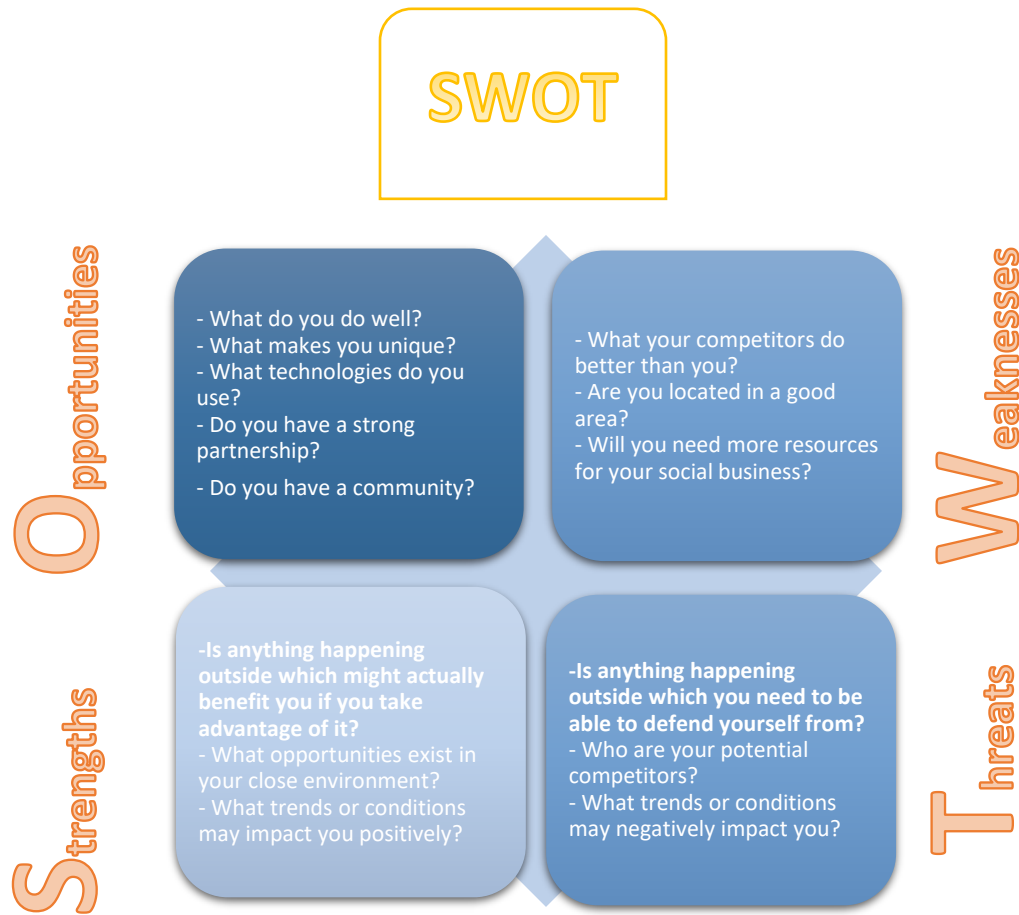 SWOT
Opportunities
- What do you do well?
- What makes you unique?
- What technologies do you
use?
- Do you have a strong
partnership?
- Do you have a community?
- What your competitors do
better than you?
- Are you located in a good
area?
- Will you need more resources
for your social business?
Weaknesses
Strengths
-Is anything happening
outside which might actually
benefit you if you take
advantage of it?
- What opportunities exist in
your close environment?
- What trends or conditions
may impact you positively?
-Is anything happening
outside which you need to be
able to defend yourself from?
- Who are your potential
competitors?
- What trends or conditions
may negatively impact you?
Threats